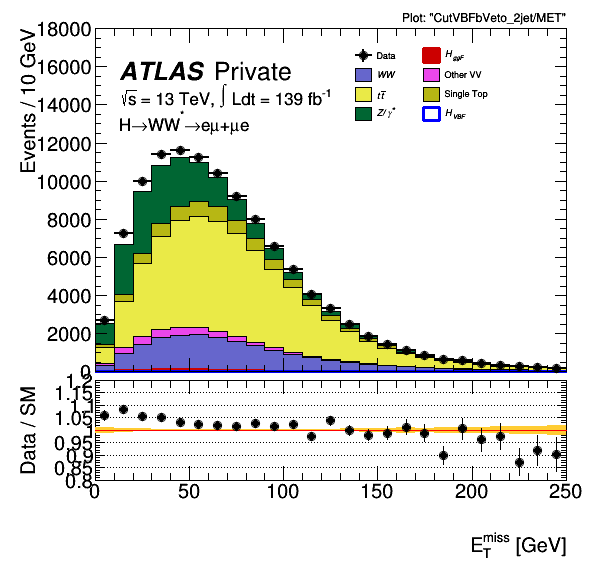 Plot: "CutVBFbVeto_2jet/MET"
Events / 10 GeV
18000
16000
14000
12000
10000
8000
6000
4000
2000
0
ATLAS Private
√s = 13 TeV, ∫ Ldt = 139 fb⁻¹
H→WW*→eμ+μe
Data
WW
tt̄
Z/γ*
H_ggF
Other VV
Single Top
H_VBF
Data / SM
1.2
1.15
1.1
1.05
1
0.95
0.9
0.85
0.8
0 50 100 150 200 250
E_T^miss [GeV]